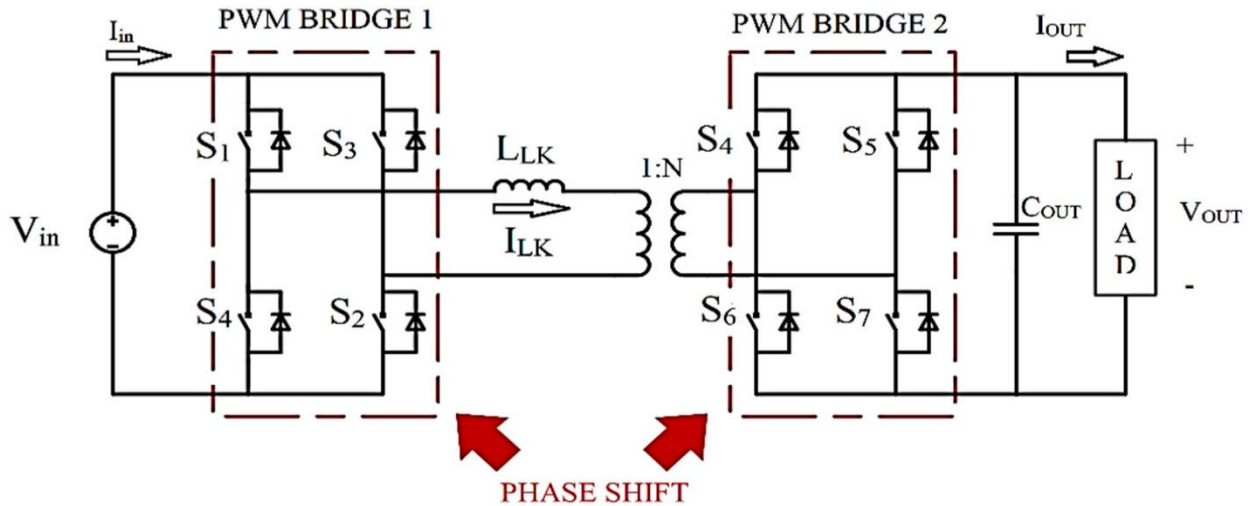 PWM BRIDGE 1
PWM BRIDGE 2
Iin
IOUT
S1
S3
LLK
1:N
S4
S5
L
O
A
D
+
Vin
+
-
ILK
COUT
VOUT
-
S4
S2
S6
S7
PHASE SHIFT